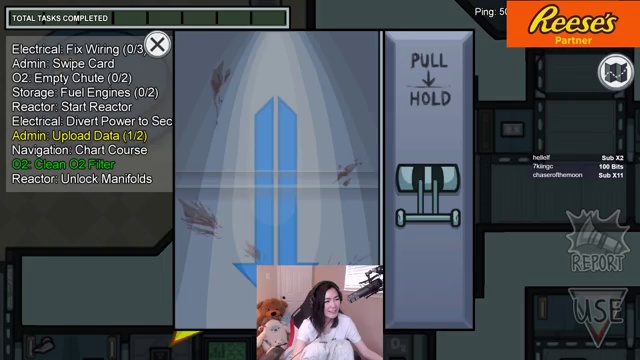 TOTAL TASKS COMPLETED
Ping: 50
Reese's
Partner
Electrical: Fix Wiring (0/3)
Admin: Swipe Card
O2: Empty Chute (0/2)
Storage: Fuel Engines (0/2)
Reactor: Start Reactor
Electrical: Divert Power to Sec
Admin: Upload Data (1/2)
Navigation: Chart Course
O2: Clean O2 Filter
Reactor: Unlock Manifolds
PULL
HOLD
hellelf Sub X2
7kingc 100 Bits
chaserofthemoon Sub X11
REPORT
USE